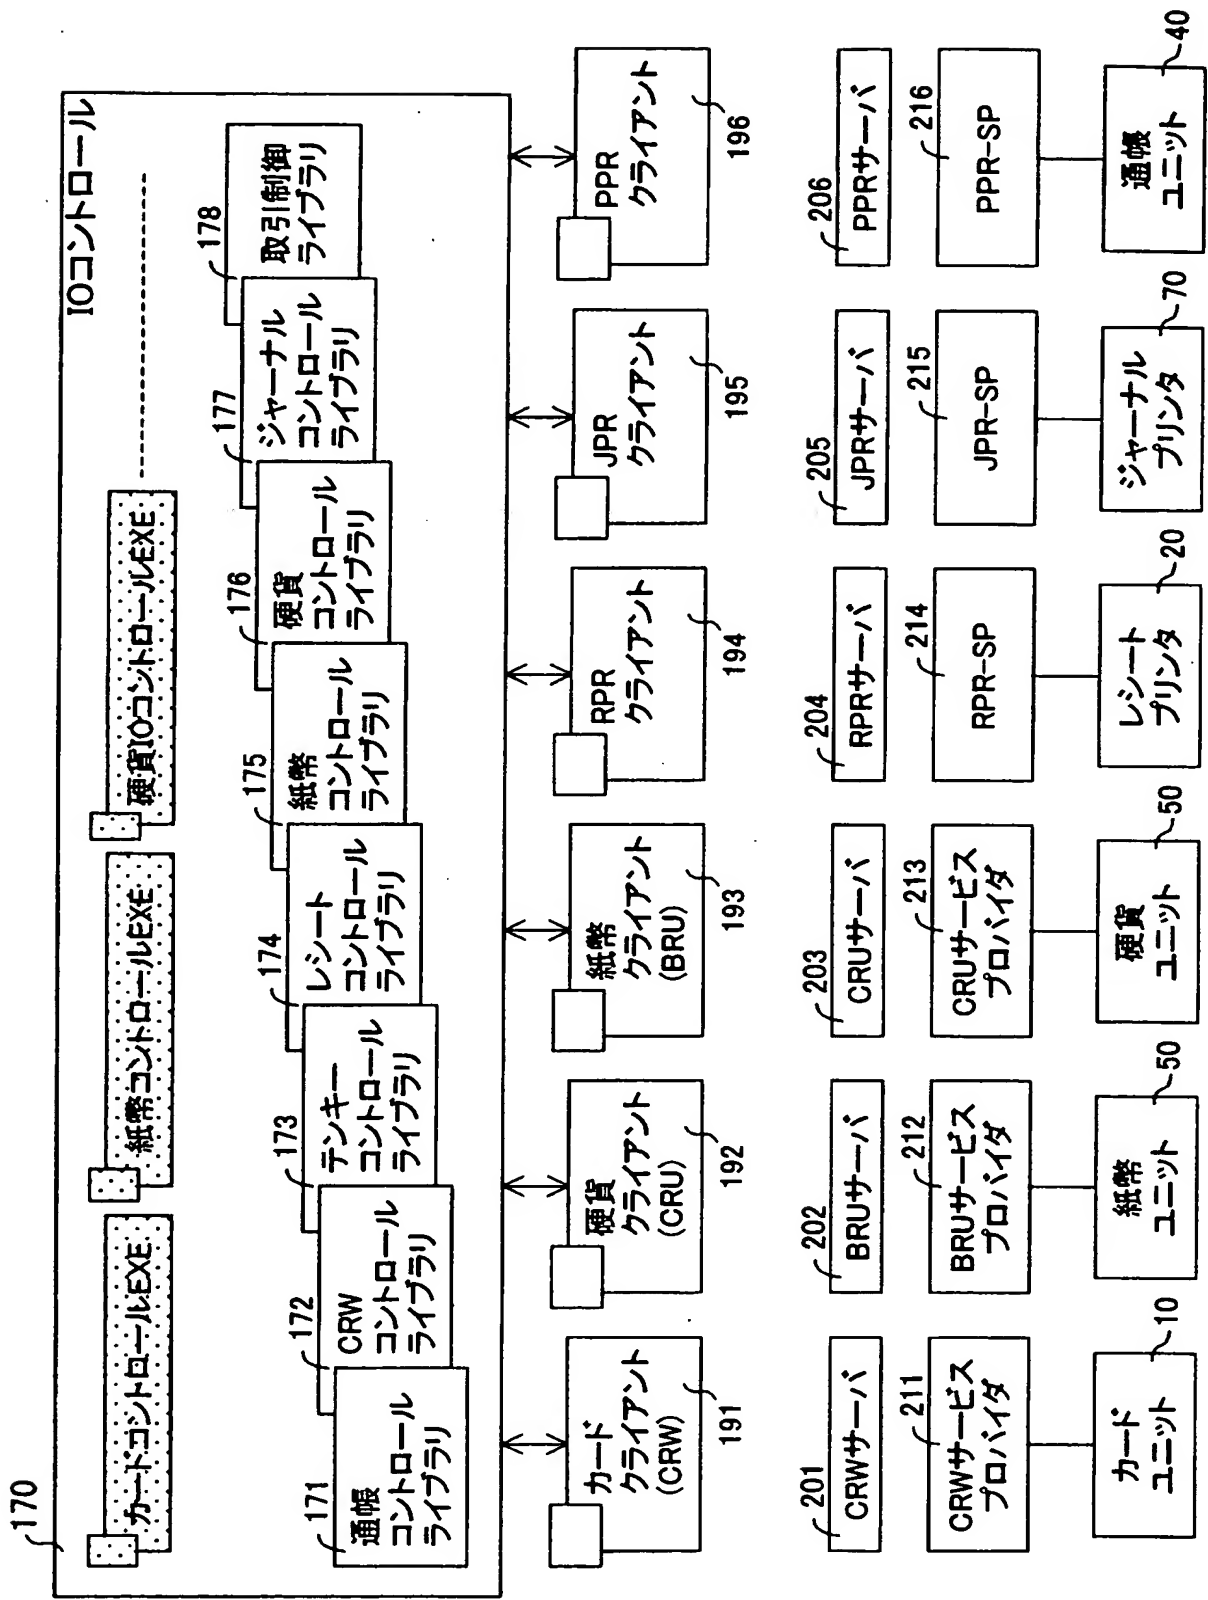 170
IOコントロール
カードコントロールEXE
紙幣コントロールEXE
硬貨IOコントロールEXE
171
通帳
コントロール
ライブラリ
172
CRW
コントロール
ライブラリ
173
テンキー
コントロール
ライブラリ
174
レシート
コントロール
ライブラリ
175
紙幣
コントロール
ライブラリ
176
硬貨
コントロール
ライブラリ
177
ジャーナル
コントロール
ライブラリ
178
取引制御
ライブラリ
カード
クライアント
(CRW)
191
硬貨
クライアント
(CRU)
192
紙幣
クライアント
(BRU)
193
RPR
クライアント
194
JPR
クライアント
195
PPR
クライアント
196
201
CRWサーバ
202
BRUサーバ
203
CRUサーバ
204
RPRサーバ
205
JPRサーバ
206
PPRサーバ
211
CRWサービス
プロバイダ
212
BRUサービス
プロバイダ
213
CRUサービス
プロバイダ
214
RPR-SP
215
JPR-SP
216
PPR-SP
カード
ユニット
10
紙幣
ユニット
50
硬貨
ユニット
50
レシート
プリンタ
20
ジャーナル
プリンタ
70
通帳
ユニット
40